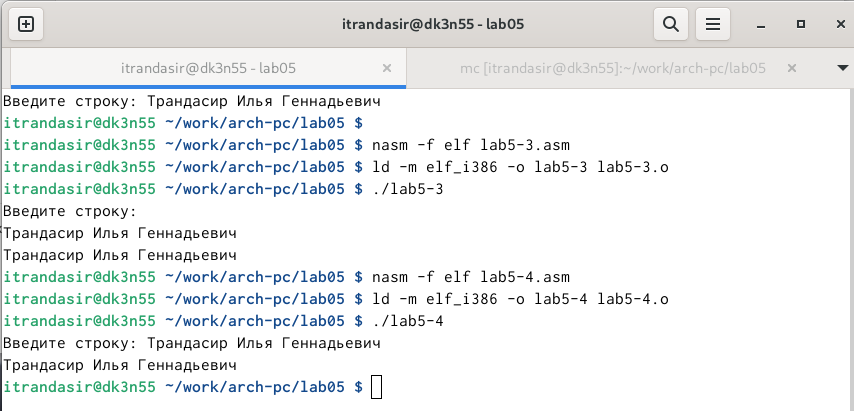 itrandasir@dk3n55 - lab05
itrandasir@dk3n55 - lab05
mc [itrandasir@dk3n55]:~/work/arch-pc/lab05
Введите строку: Трандасир Илья Геннадьевич
itrandasir@dk3n55 ~/work/arch-pc/lab05 $
itrandasir@dk3n55 ~/work/arch-pc/lab05 $ nasm -f elf lab5-3.asm
itrandasir@dk3n55 ~/work/arch-pc/lab05 $ ld -m elf_i386 -o lab5-3 lab5-3.o
itrandasir@dk3n55 ~/work/arch-pc/lab05 $ ./lab5-3
Введите строку:
Трандасир Илья Геннадьевич
Трандасир Илья Геннадьевич
itrandasir@dk3n55 ~/work/arch-pc/lab05 $ nasm -f elf lab5-4.asm
itrandasir@dk3n55 ~/work/arch-pc/lab05 $ ld -m elf_i386 -o lab5-4 lab5-4.o
itrandasir@dk3n55 ~/work/arch-pc/lab05 $ ./lab5-4
Введите строку: Трандасир Илья Геннадьевич
Трандасир Илья Геннадьевич
itrandasir@dk3n55 ~/work/arch-pc/lab05 $